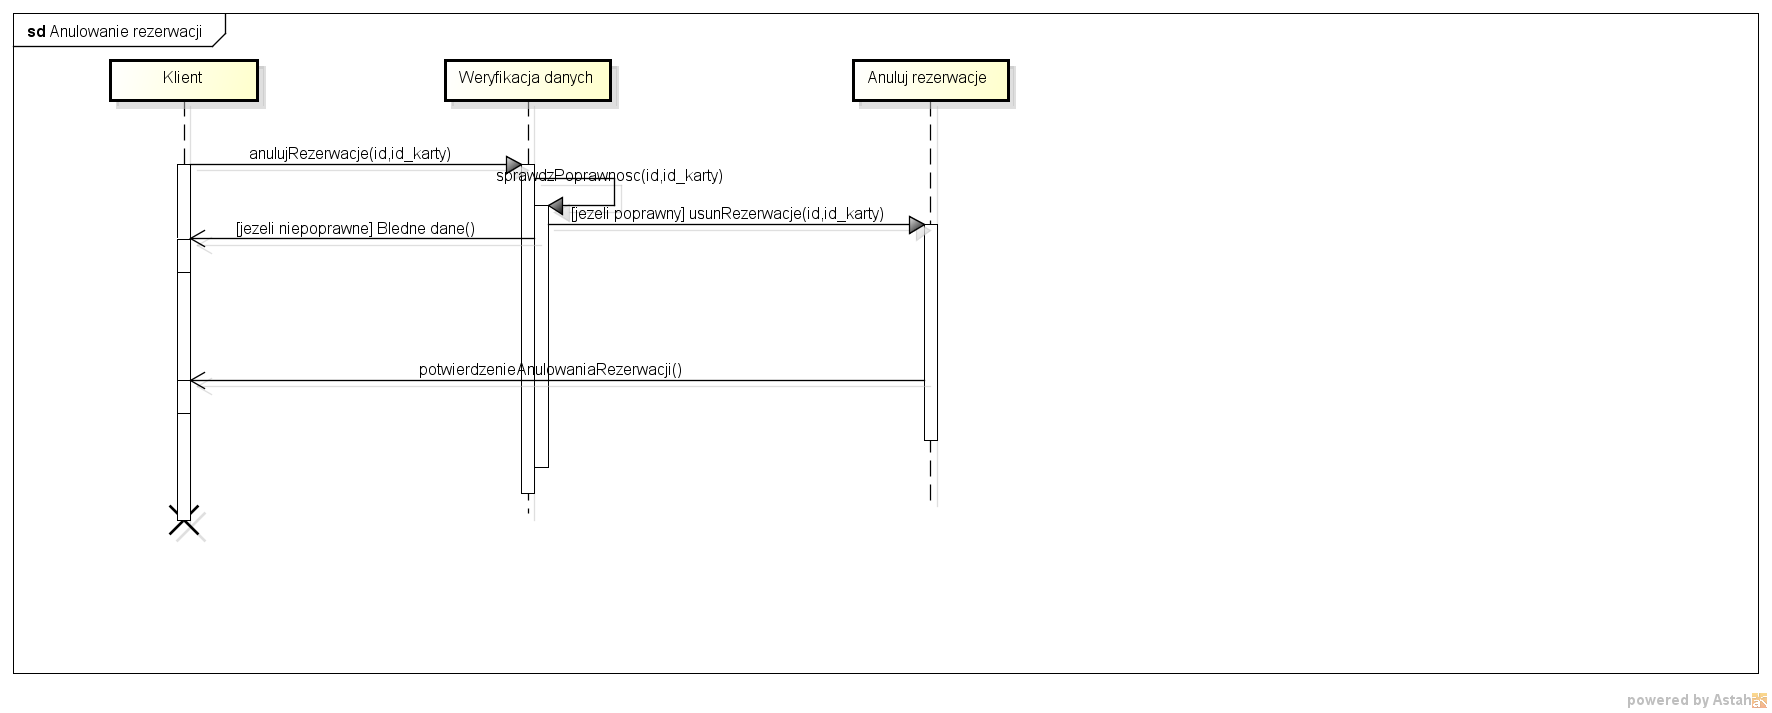 sd Anulowanie rezerwacji
Klient
Weryfikacja danych
Anuluj rezerwacje
anulujRezerwacje(id,id_karty)
sprawdzPoprawnosc(id,id_karty)
[jezeli poprawny] usunRezerwacje(id,id_karty)
[jezeli niepoprawne] Bledne dane()
potwierdzenieAnulowaniaRezerwacji()
powered by Astah